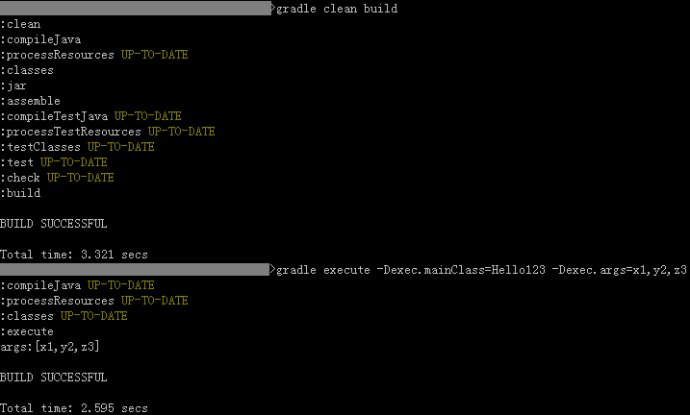 >gradle clean build
:clean
:compileJava
:processResources UP-TO-DATE
:classes
:jar
:assemble
:compileTestJava UP-TO-DATE
:processTestResources UP-TO-DATE
:testClasses UP-TO-DATE
:test UP-TO-DATE
:check UP-TO-DATE
:build
BUILD SUCCESSFUL
Total time: 3.321 secs
>gradle execute -Dexec.mainClass=Hello123 -Dexec.args=x1,y2,z3
:compileJava UP-TO-DATE
:processResources UP-TO-DATE
:classes UP-TO-DATE
:execute
args:[x1,y2,z3]
BUILD SUCCESSFUL
Total time: 2.595 secs